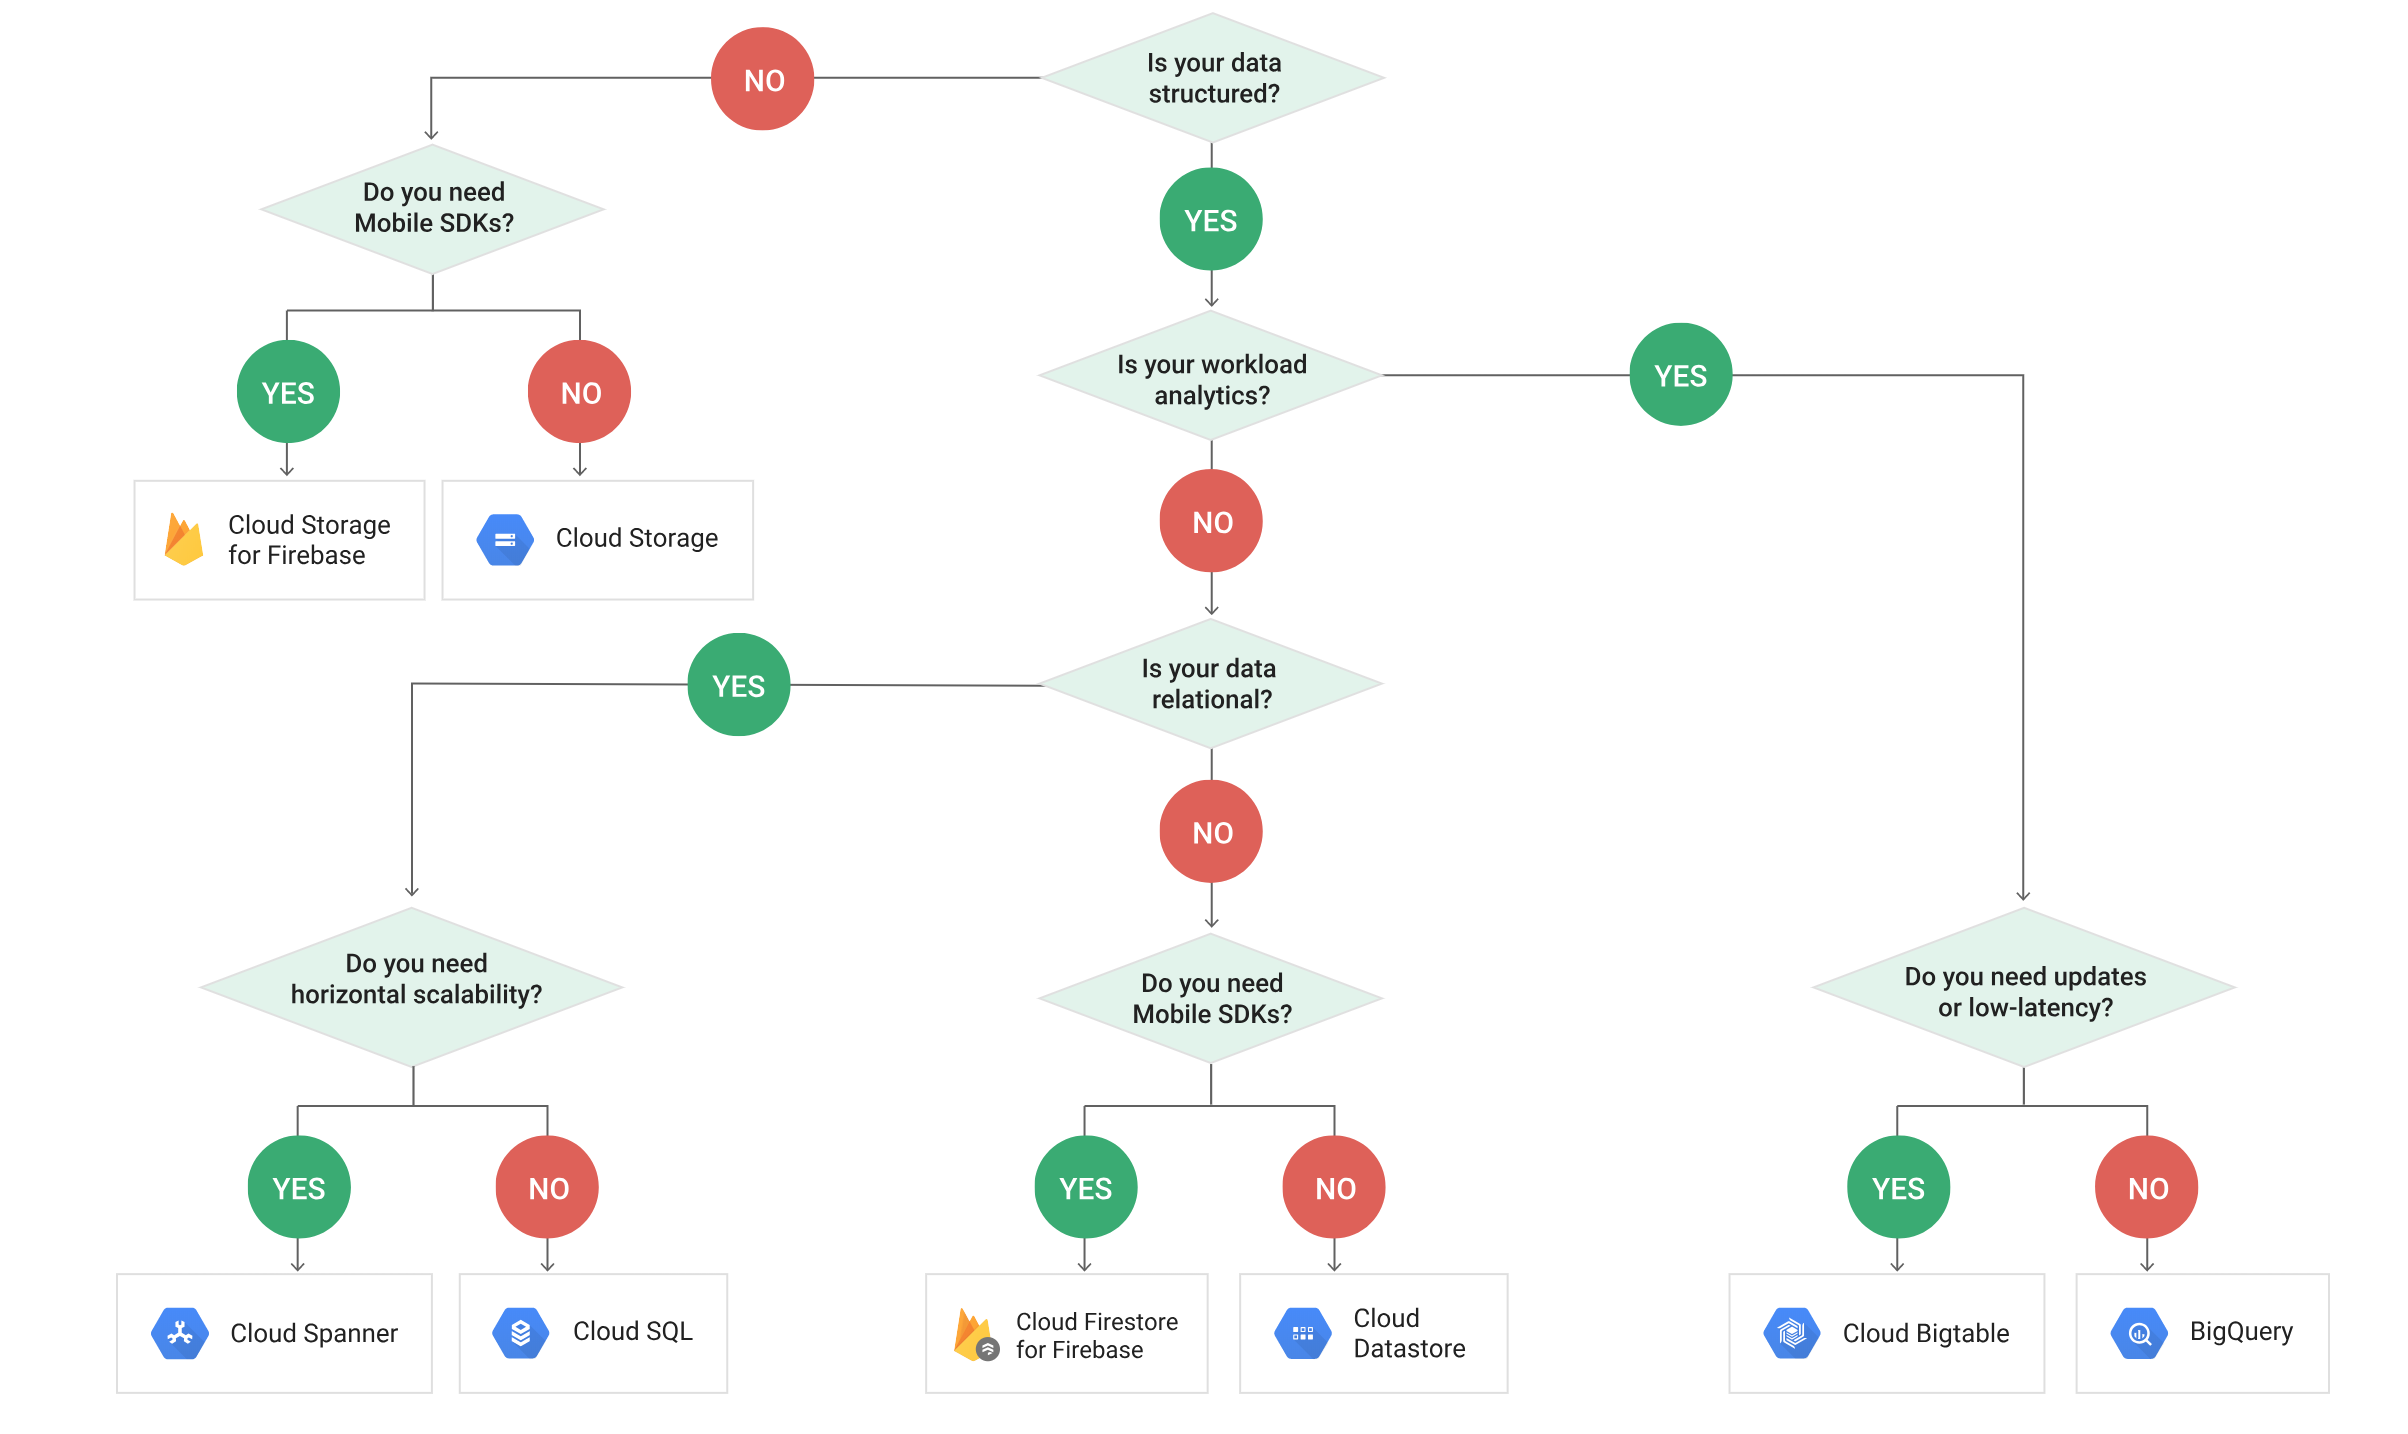 Is your data
structured?
NO
Do you need
Mobile SDKs?
YES
YES
NO
Is your workload
analytics?
YES
Cloud Storage
for Firebase
Cloud Storage
NO
Is your data
relational?
YES
NO
Do you need
horizontal scalability?
Do you need
Mobile SDKs?
Do you need updates
or low-latency?
YES
NO
YES
NO
YES
NO
Cloud Spanner
Cloud SQL
Cloud Firestore
for Firebase
Cloud
Datastore
Cloud Bigtable
BigQuery